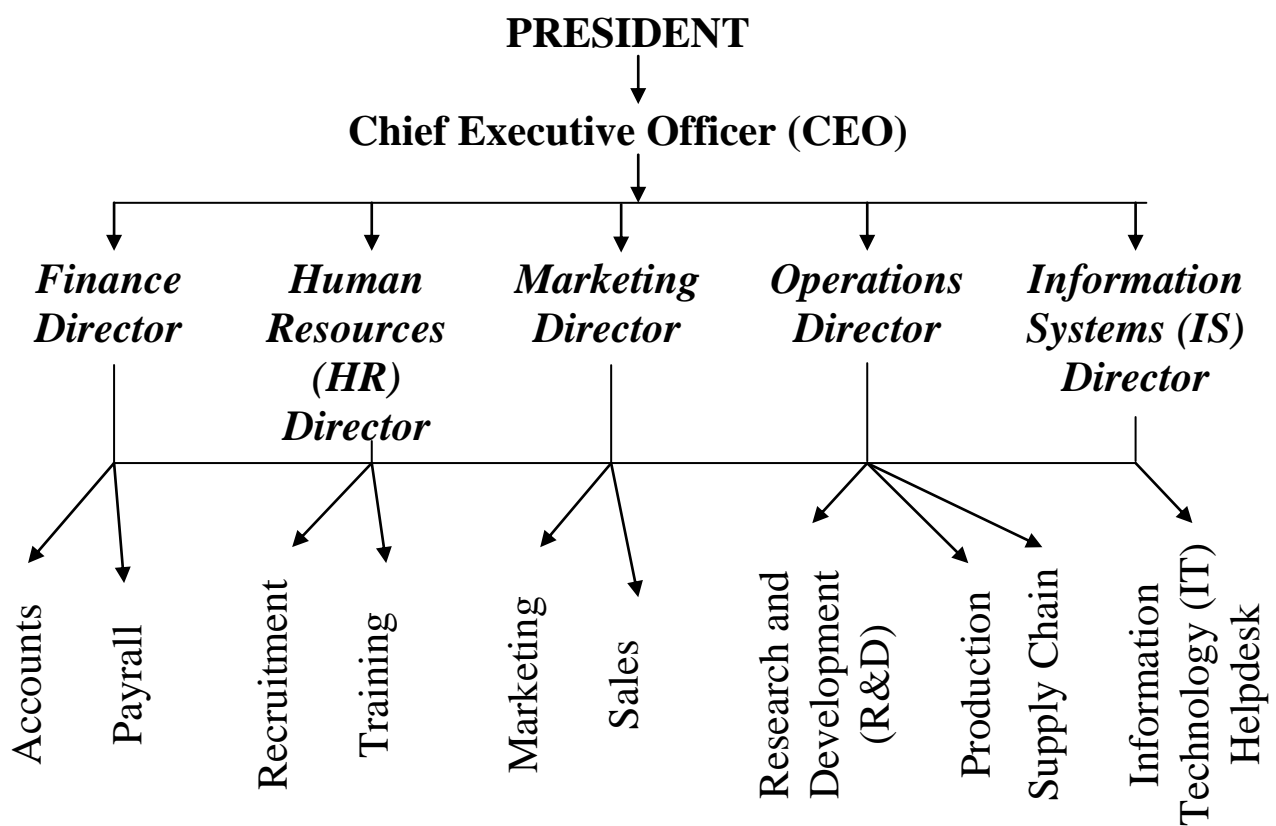 PRESIDENT
Chief Executive Officer (CEO)
Finance
Director
Human
Resources
(HR)
Director
Marketing
Director
Operations
Director
Information
Systems (IS)
Director
Accounts
Payrall
Recruitment
Training
Marketing
Sales
Research and
Development
(R&D)
Production
Supply Chain
Information
Technology (IT)
Helpdesk